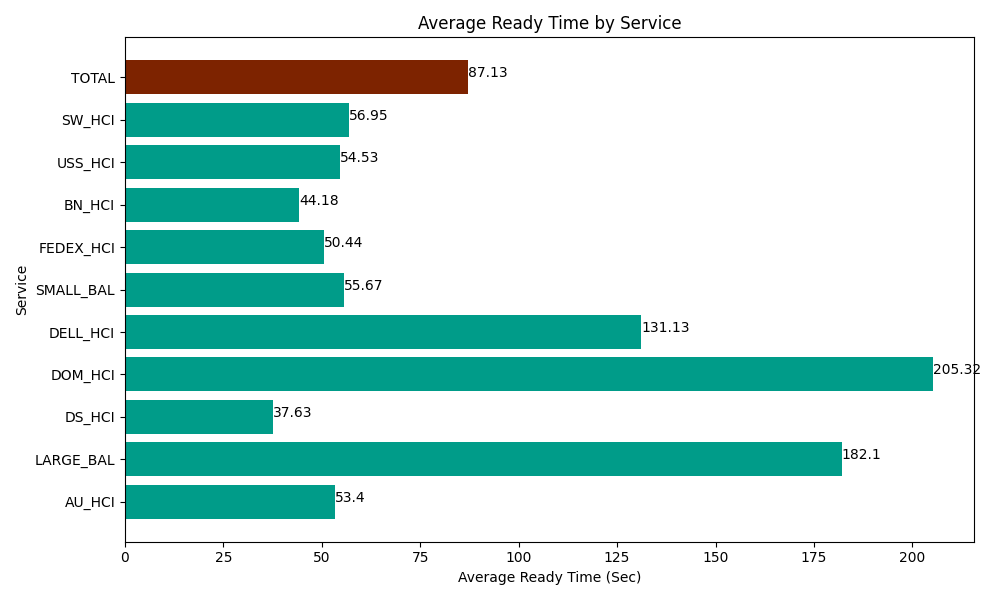 Average Ready Time by Service
TOTAL 87.13
SW_HCI 56.95
USS_HCI 54.53
BN_HCI 44.18
FEDEX_HCI 50.44
SMALL_BAL 55.67
DELL_HCI 131.13
DOM_HCI 205.32
DS_HCI 37.63
LARGE_BAL 182.1
AU_HCI 53.4
Service
0 25 50 75 100 125 150 175 200
Average Ready Time (Sec)